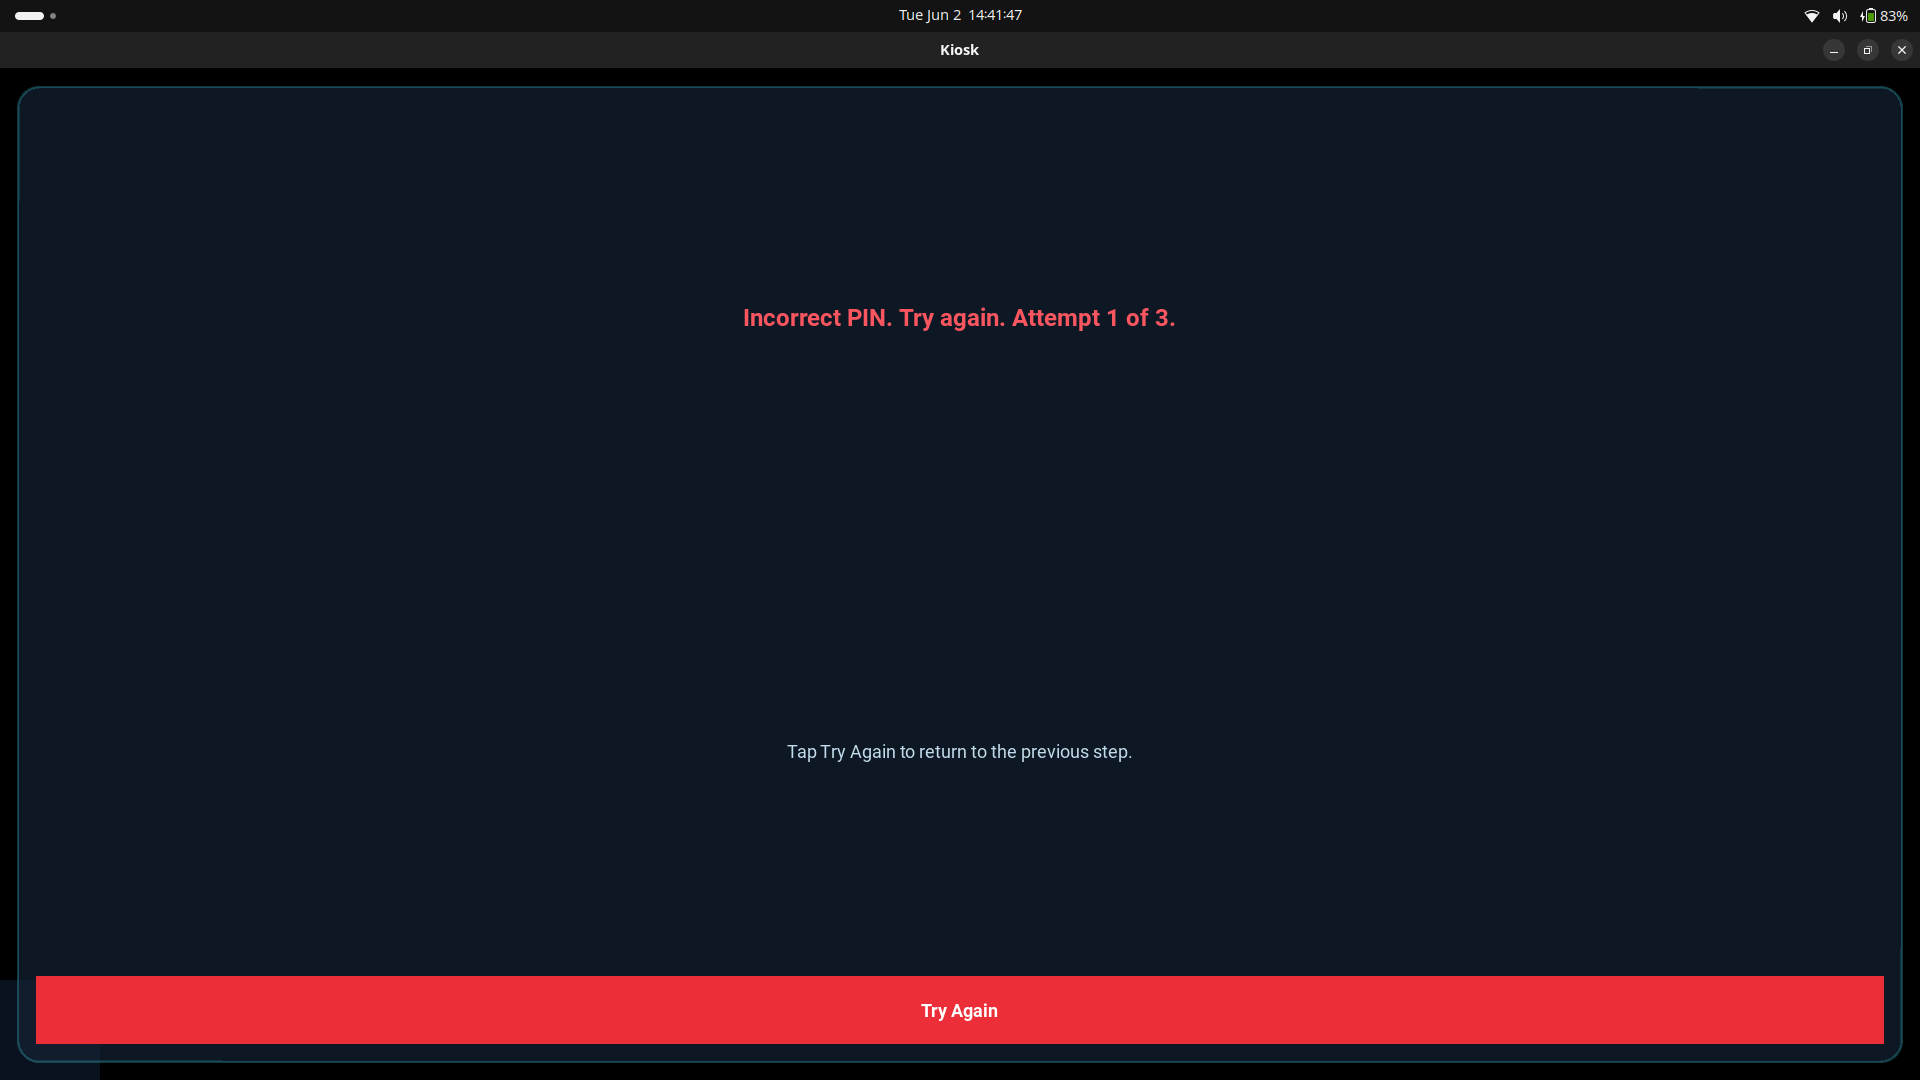 Tue Jun 2 14:41:47
83%
Kiosk
Incorrect PIN. Try again. Attempt 1 of 3.
Tap Try Again to return to the previous step.
Try Again